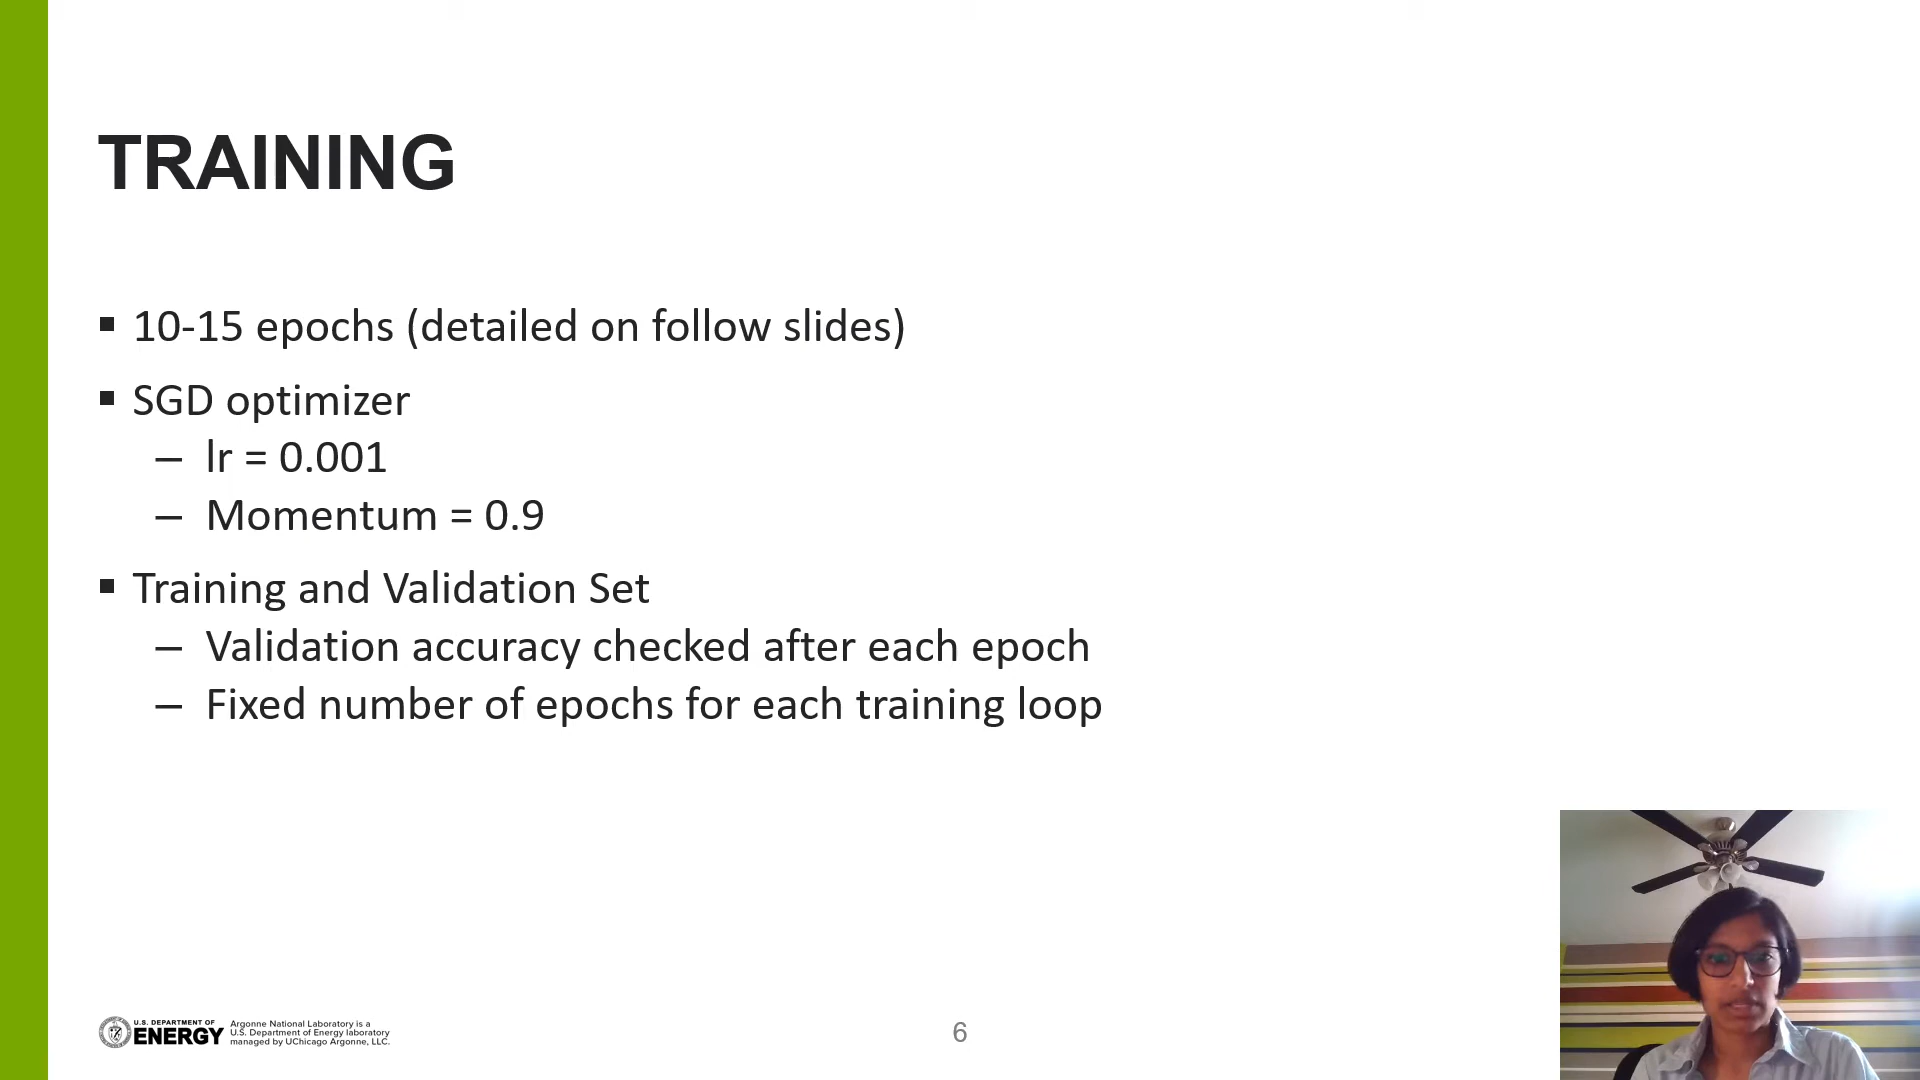 TRAINING
▪ 10-15 epochs (detailed on follow slides)
▪ SGD optimizer
– lr = 0.001
– Momentum = 0.9
▪ Training and Validation Set
– Validation accuracy checked after each epoch
– Fixed number of epochs for each training loop
U.S. DEPARTMENT OF
ENERGY
Argonne National Laboratory is a
U.S. Department of Energy laboratory
managed by UChicago Argonne, LLC.
6